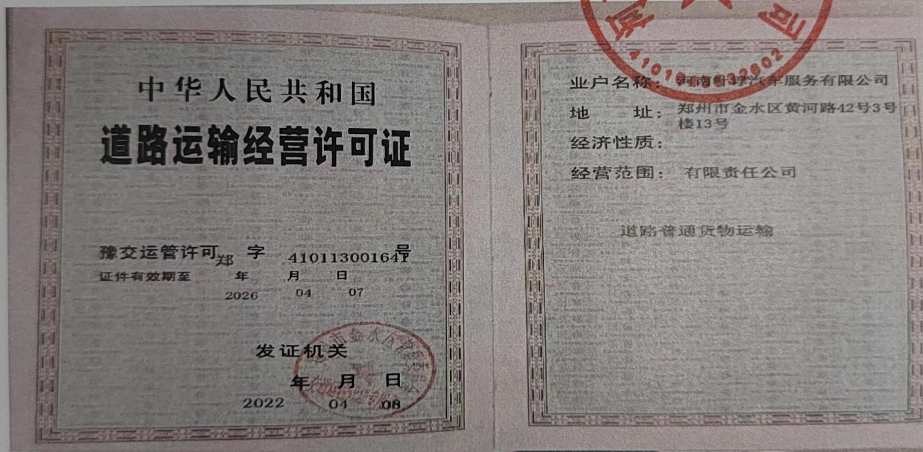 中华人民共和国
道路运输经营许可证
豫交运管许可郑 字 410113001647号
证件有效期至 年 月 日
2026 04 07
发证机关
年 月 日
2022 04 08
业户名称: 河南 汽车服务有限公司
地 址: 郑州市金水区黄河路42号3号
楼13号
经济性质:
经营范围: 有限责任公司
道路普通货物运输
司